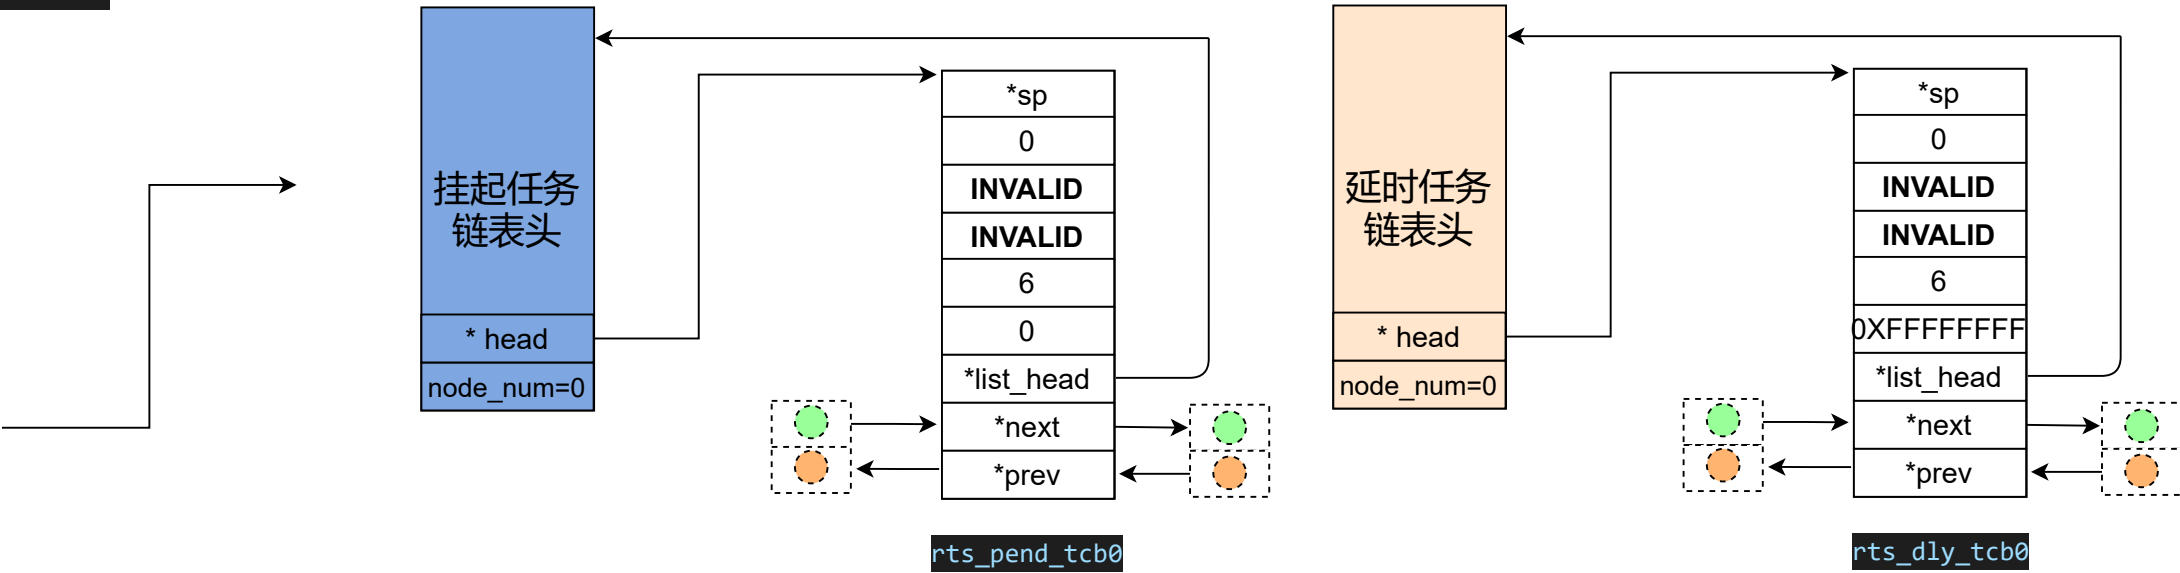 挂起任务
链表头
* head
node_num=0
*sp
0
INVALID
INVALID
6
0
*list_head
*next
*prev
rts_pend_tcb0
延时任务
链表头
* head
node_num=0
*sp
0
INVALID
INVALID
6
0XFFFFFFFF
*list_head
*next
*prev
rts_dly_tcb0